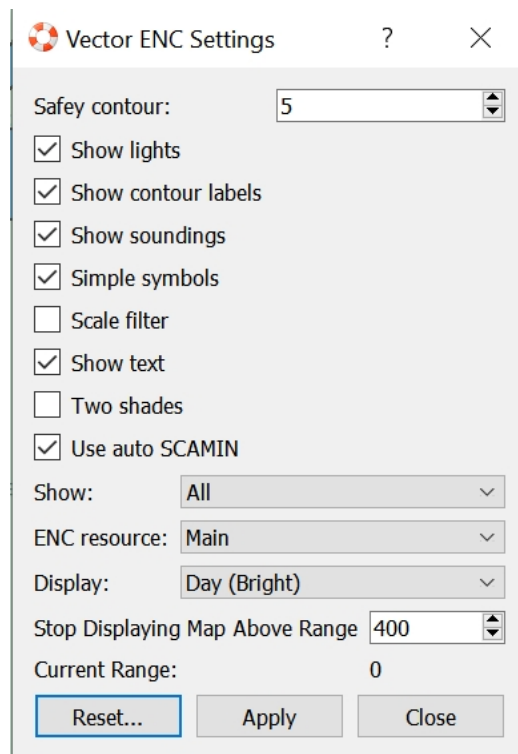 Vector ENC Settings ?
Safey contour: 5
Show lights
Show contour labels
Show soundings
Simple symbols
Scale filter
Show text
Two shades
Use auto SCAMIN
Show: All
ENC resource: Main
Display: Day (Bright)
Stop Displaying Map Above Range 400
Current Range: 0
Reset... Apply Close